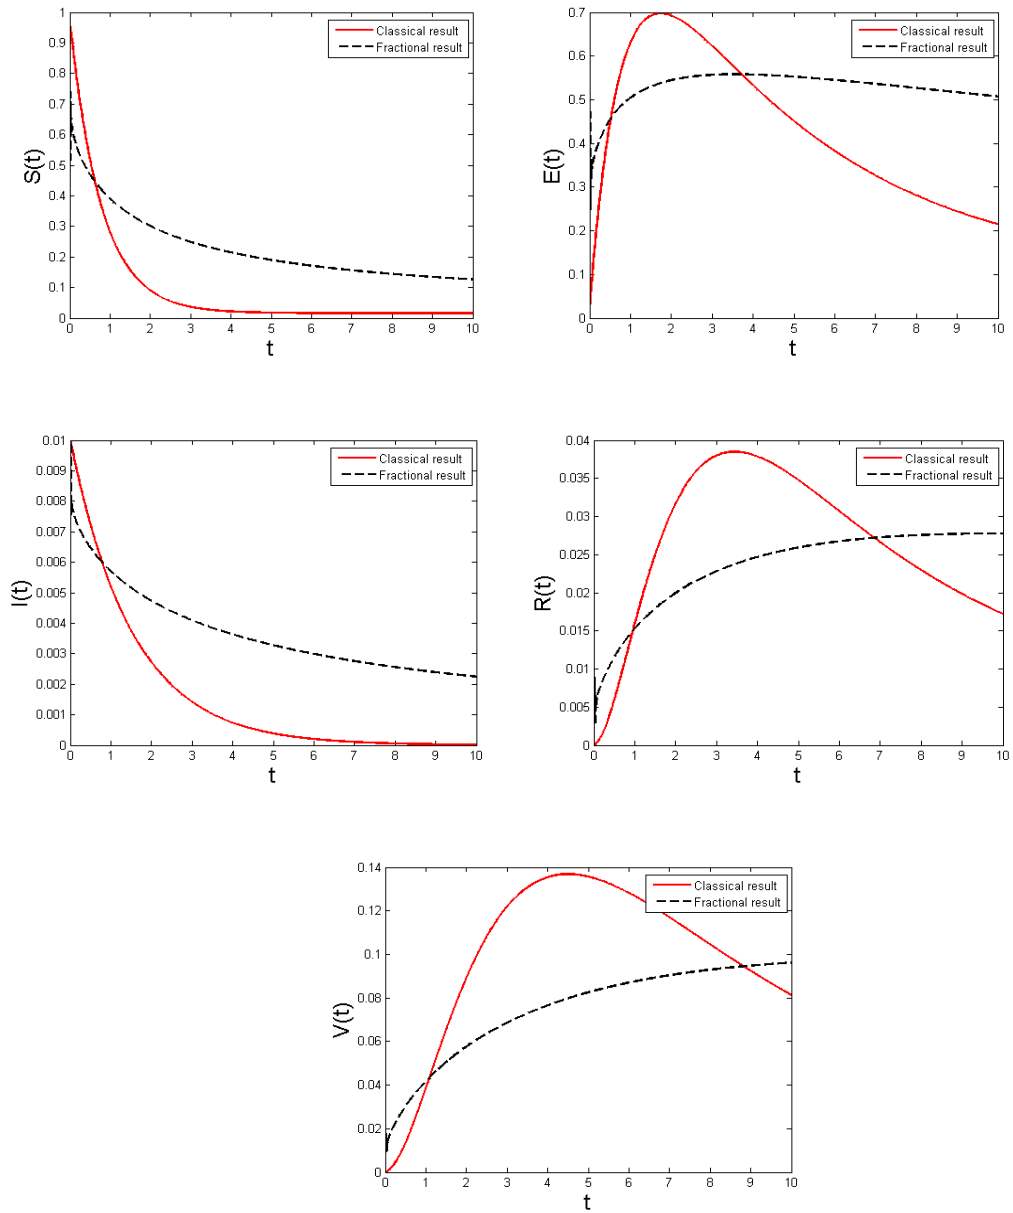 1
0.9
0.8
0.7
0.6
0.5
0.4
0.3
0.2
0.1
0
S(t)
Classical result
Fractional result
0 1 2 3 4 5 6 7 8 9 10
t
0.7
0.6
0.5
0.4
0.3
0.2
0.1
0
E(t)
Classical result
Fractional result
0 1 2 3 4 5 6 7 8 9 10
t
0.01
0.009
0.008
0.007
0.006
0.005
0.004
0.003
0.002
0.001
0
I(t)
Classical result
Fractional result
0 1 2 3 4 5 6 7 8 9 10
t
0.04
0.035
0.03
0.025
0.02
0.015
0.01
0.005
0
R(t)
Classical result
Fractional result
0 1 2 3 4 5 6 7 8 9 10
t
0.14
0.12
0.1
0.08
0.06
0.04
0.02
0
V(t)
Classical result
Fractional result
0 1 2 3 4 5 6 7 8 9 10
t